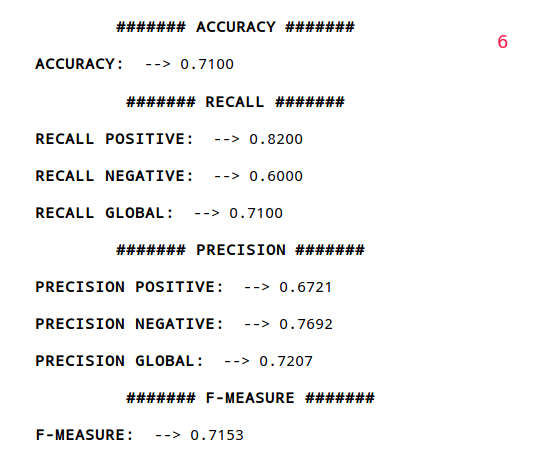 ####### ACCURACY #######
6
ACCURACY: --> 0.7100
####### RECALL #######
RECALL POSITIVE: --> 0.8200
RECALL NEGATIVE: --> 0.6000
RECALL GLOBAL: --> 0.7100
####### PRECISION #######
PRECISION POSITIVE: --> 0.6721
PRECISION NEGATIVE: --> 0.7692
PRECISION GLOBAL: --> 0.7207
####### F-MEASURE #######
F-MEASURE: --> 0.7153